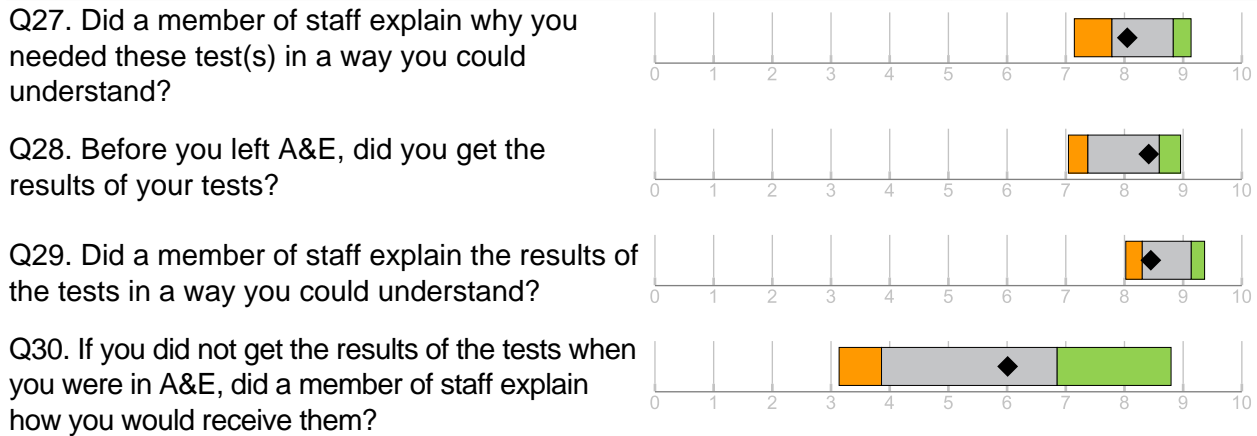 Q27. Did a member of staff explain why you
needed these test(s) in a way you could
understand?
0 1 2 3 4 5 6 7 8 9 10
Q28. Before you left A&E, did you get the
results of your tests?
0 1 2 3 4 5 6 7 8 9 10
Q29. Did a member of staff explain the results of
the tests in a way you could understand?
0 1 2 3 4 5 6 7 8 9 10
Q30. If you did not get the results of the tests when
you were in A&E, did a member of staff explain
how you would receive them?
0 1 2 3 4 5 6 7 8 9 10